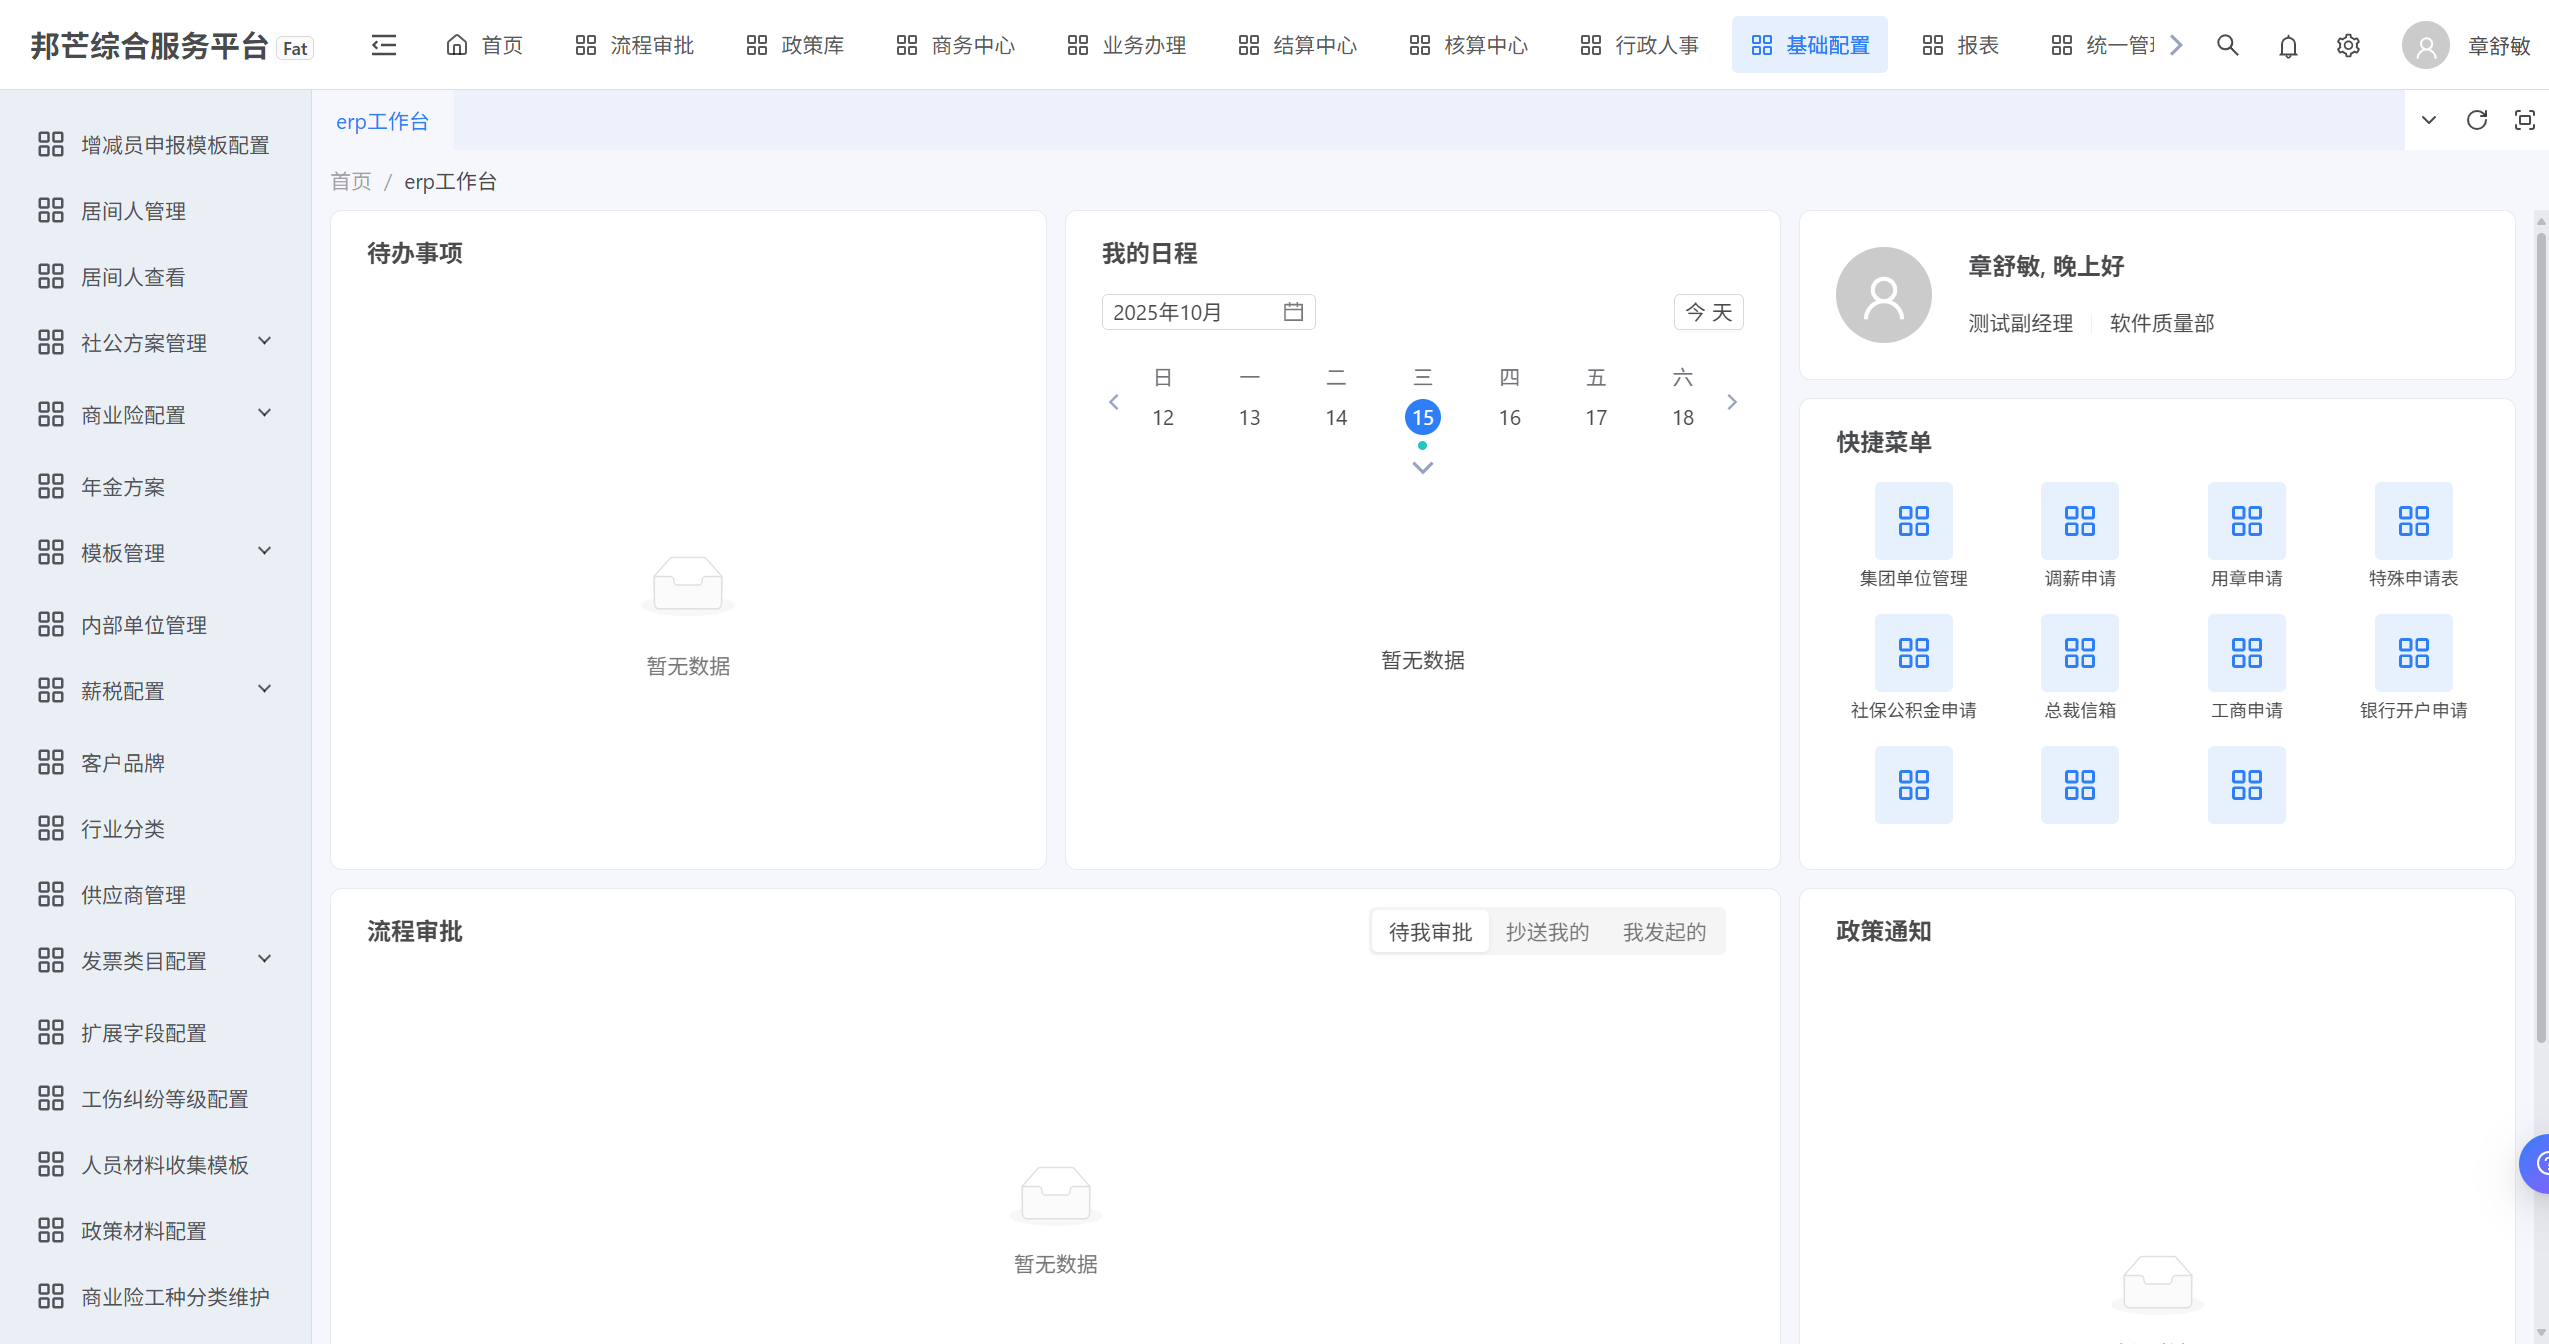 邦芒综合服务平台 Fat
首页 流程审批 政策库 商务中心 业务办理 结算中心 核算中心 行政人事 基础配置 报表 统一管 章舒敏
增减员申报模板配置
居间人管理
居间人查看
社公方案管理
商业险配置
年金方案
模板管理
内部单位管理
薪税配置
客户品牌
行业分类
供应商管理
发票类目配置
扩展字段配置
工伤纠纷等级配置
人员材料收集模板
政策材料配置
商业险工种分类维护
erp工作台
首页 / erp工作台
待办事项
暂无数据
我的日程
2025年10月 今天
日 一 二 三 四 五 六
12 13 14 15 16 17 18
暂无数据
章舒敏, 晚上好
测试副经理 软件质量部
快捷菜单
集团单位管理 调薪申请 用章申请 特殊申请表
社保公积金申请 总裁信箱 工商申请 银行开户申请
流程审批
待我审批 抄送我的 我发起的
暂无数据
政策通知